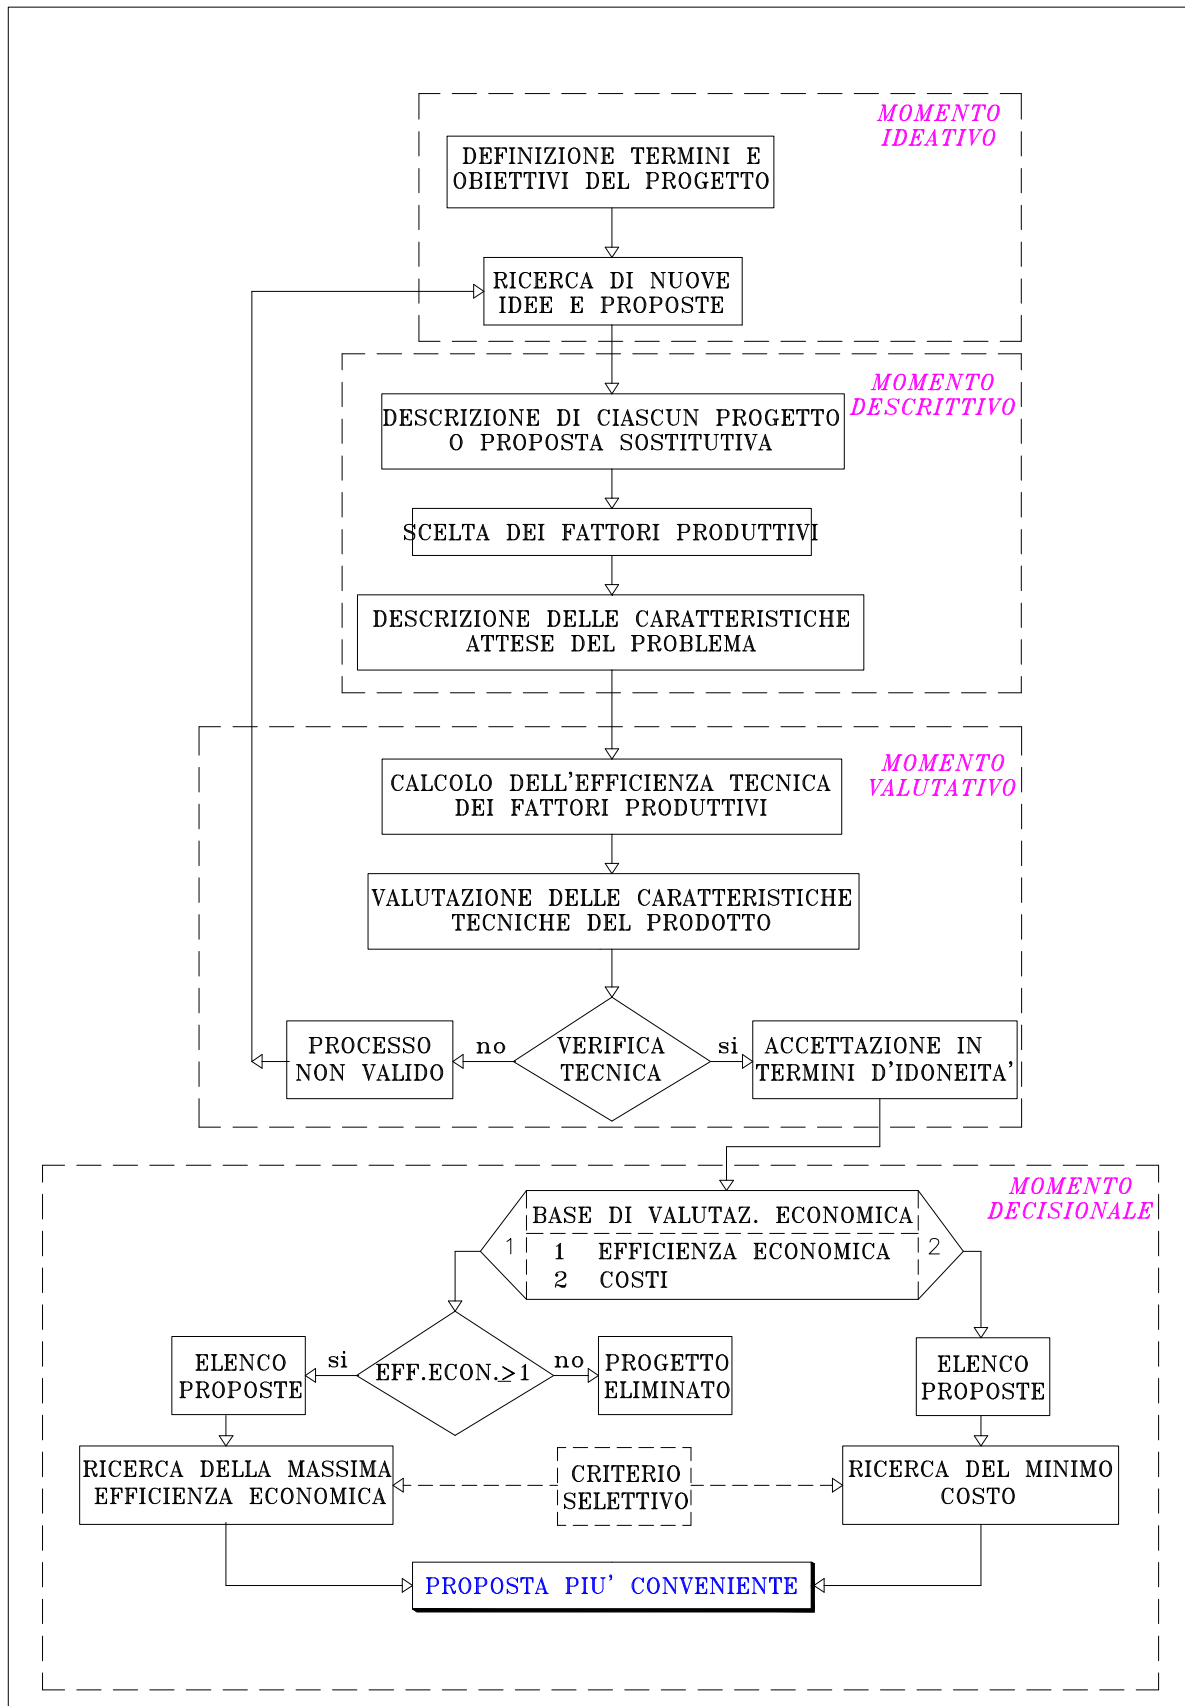 MOMENTO
IDEATIVO
DEFINIZIONE TERMINI E
OBIETTIVI DEL PROGETTO
RICERCA DI NUOVE
IDEE E PROPOSTE
MOMENTO
DESCRITTIVO
DESCRIZIONE DI CIASCUN PROGETTO
O PROPOSTA SOSTITUTIVA
SCELTA DEI FATTORI PRODUTTIVI
DESCRIZIONE DELLE CARATTERISTICHE
ATTESE DEL PROBLEMA
MOMENTO
VALUTATIVO
CALCOLO DELL'EFFICIENZA TECNICA
DEI FATTORI PRODUTTIVI
VALUTAZIONE DELLE CARATTERISTICHE
TECNICHE DEL PRODOTTO
PROCESSO
NON VALIDO
no
VERIFICA
TECNICA
si
ACCETTAZIONE IN
TERMINI D'IDONEITA'
MOMENTO
DECISIONALE
BASE DI VALUTAZ. ECONOMICA
1
1 EFFICIENZA ECONOMICA
2 COSTI
2
ELENCO
PROPOSTE
si
EFF.ECON.≥1
no
PROGETTO
ELIMINATO
ELENCO
PROPOSTE
RICERCA DELLA MASSIMA
EFFICIENZA ECONOMICA
CRITERIO
SELETTIVO
RICERCA DEL MINIMO
COSTO
PROPOSTA PIU' CONVENIENTE